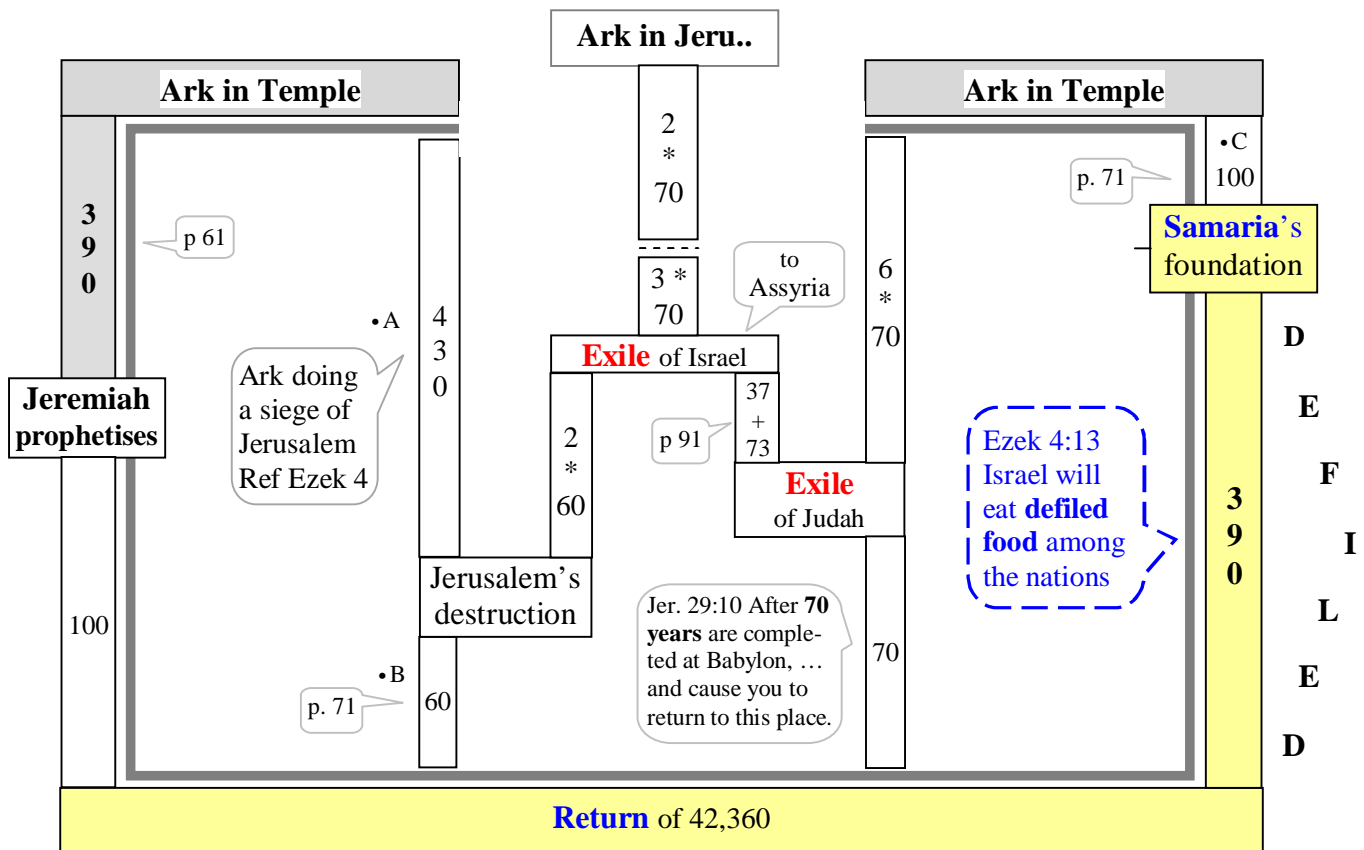 Ark in Jeru..
Ark in Temple
Ark in Temple
3
9
0
p 61
Jeremiah
prophetises
100
•A
4
3
0
Ark doing
a siege of
Jerusalem
Ref Ezek 4
Jerusalem’s
destruction
•B
60
p. 71
2
*
70
3 *
70
to
Assyria
Exile of Israel
2
*
60
37
+
73
p 91
Exile
of Judah
6
*
70
Jer. 29:10 After 70
years are comple-
ted at Babylon, …
and cause you to
return to this place.
70
p. 71
•C
100
Samaria’s
foundation
Ezek 4:13
Israel will
eat defiled
food among
the nations
3
9
0
D
E
F
I
L
E
D
Return of 42,360